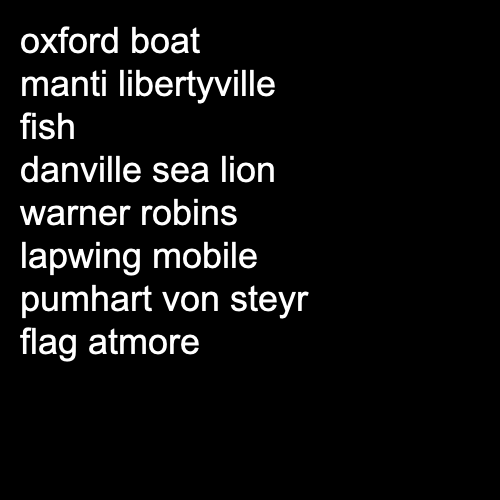 oxford boat
manti libertyville
fish
danville sea lion
warner robins
lapwing mobile
pumhart von steyr
flag atmore